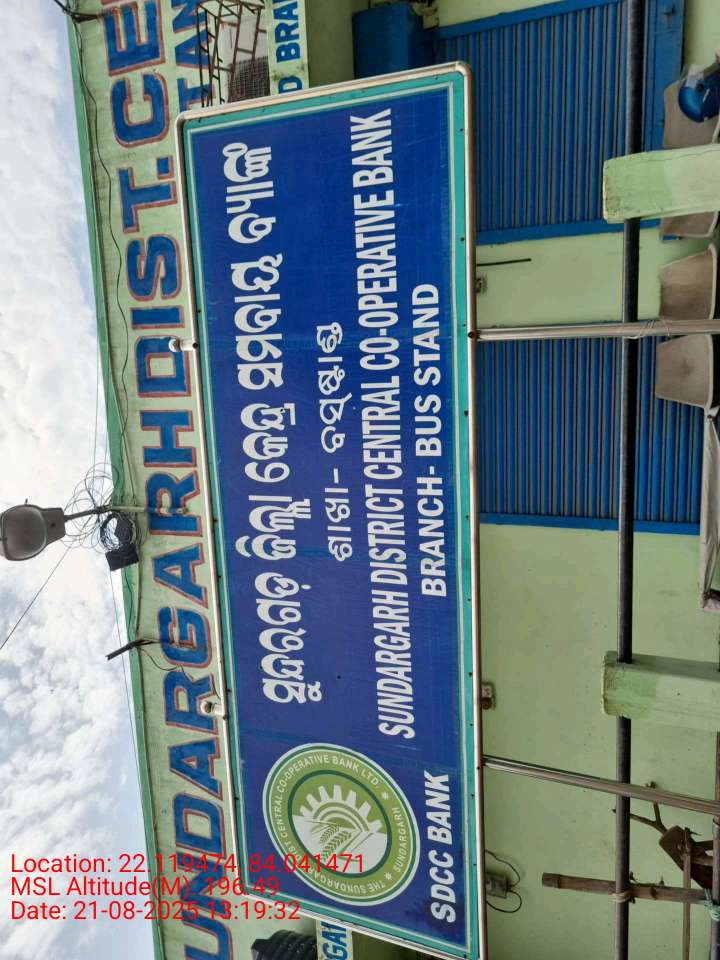 SUNDARGARH DIST. CE
ସୁନ୍ଦରଗଡ଼ ଜିଲ୍ଲା କେନ୍ଦ୍ର ସମବାୟ ବ୍ୟାଙ୍କ
ଶାଖା- ବସ୍‌ଷ୍ଟାଣ୍ଡ
SUNDARGARH DISTRICT CENTRAL CO-OPERATIVE BANK
BRANCH- BUS STAND
THE SUNDARGARH DIST CENTRAL CO-OPERATIVE BANK LTD.
SUNDARGARH
SDCC BANK
Location: 22.119474, 84.041471
MSL Altitude(M): 196.49
Date: 21-08-2025 13:19:32